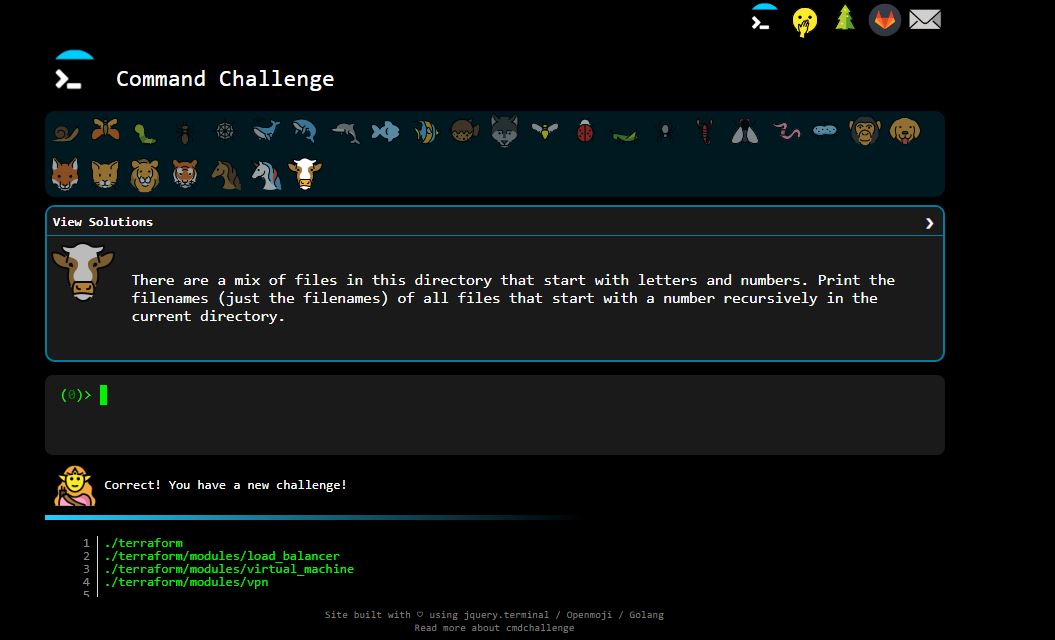 Command Challenge
View Solutions
There are a mix of files in this directory that start with letters and numbers. Print the
filenames (just the filenames) of all files that start with a number recursively in the
current directory.
(0)>
Correct! You have a new challenge!
1 ./terraform
2 ./terraform/modules/load_balancer
3 ./terraform/modules/virtual_machine
4 ./terraform/modules/vpn
5
Site built with ♡ using jquery.terminal / Openmoji / Golang
Read more about cmdchallenge